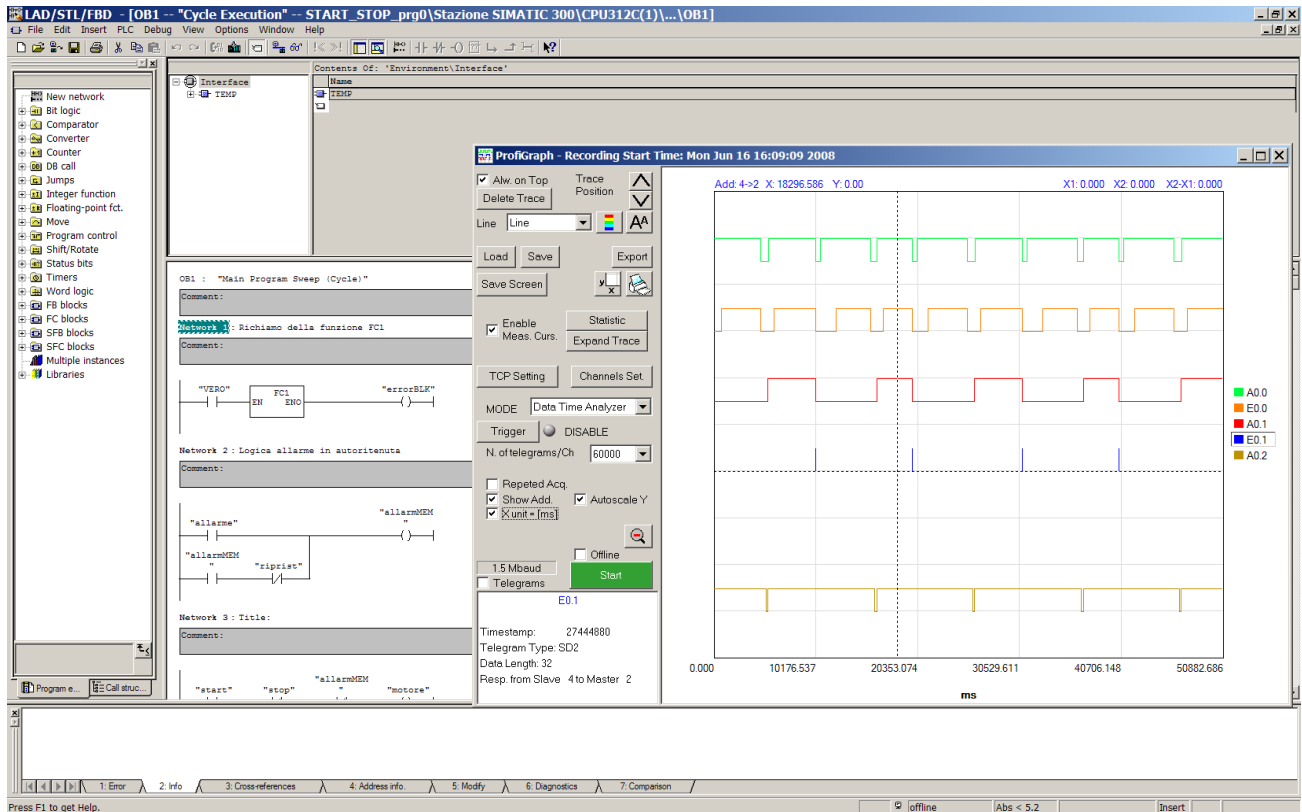 LAD/STL/FBD - [OB1 -- "Cycle Execution" -- START_STOP_prg0\Stazione SIMATIC 300\CPU312C(1)\...\OB1]
File Edit Insert PLC Debug View Options Window Help
New network
Bit logic
Comparator
Converter
Counter
DB call
Jumps
Integer function
Floating-point fct.
Move
Program control
Shift/Rotate
Status bits
Timers
Word logic
FB blocks
FC blocks
SFB blocks
SFC blocks
Multiple instances
Libraries
Program e...
Call struc...
Interface
TEMP
Contents Of: 'Environment\Interface'
Name
TEMP
OB1 : "Main Program Sweep (Cycle)"
Comment:
Network 1: Richiamo della funzione FC1
Comment:
"VERO" FC1 "errorBLK"
EN ENO
Network 2 : Logica allarme in autoritenuta
Comment:
"allarmMEM
"allarme" "
"allarmMEM
" "riprist"
Network 3 : Title:
Comment:
"allarmMEM
"start" "stop" " "motore"
ProfiGraph - Recording Start Time: Mon Jun 16 16:09:09 2008
Alw. on Top
Trace Position
Delete Trace
Line Line
AA
Load Save Export
Save Screen
y x
Enable Meas. Curs.
Statistic
Expand Trace
TCP Setting Channels Set.
MODE Data Time Analyzer
Trigger DISABLE
N. of telegrams/Ch 60000
Repeted Acq.
Show Add. Autoscale Y
X unit = [ms]
Offline
1.5 Mbaud
Start
Telegrams
E0.1
Timestamp: 27444880
Telegram Type: SD2
Data Length: 32
Resp. from Slave 4 to Master 2
Add: 4->2 X: 18296.586 Y: 0.00 X1: 0.000 X2: 0.000 X2-X1: 0.000
A0.0
E0.0
A0.1
E0.1
A0.2
0.000 10176.537 20353.074 30529.611 40706.148 50882.686
ms
1: Error 2: Info 3: Cross-references 4: Address info. 5: Modify 6: Diagnostics 7: Comparison
Press F1 to get Help. offline Abs < 5.2 Insert